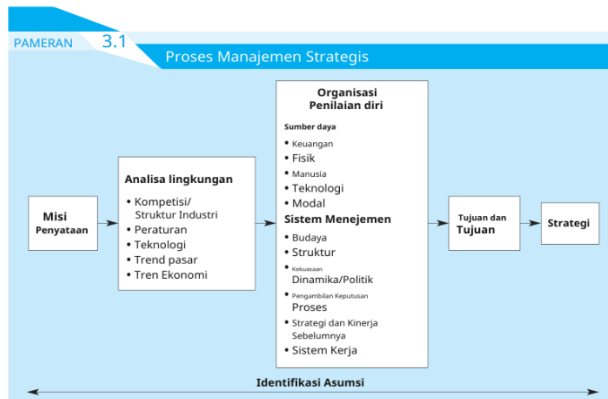 PAMERAN 3.1
Proses Manajemen Strategis
Misi
Penyataan
Analisa lingkungan
• Kompetisi/
Struktur Industri
• Peraturan
• Teknologi
• Trend pasar
• Tren Ekonomi
Organisasi
Penilaian diri
Sumber daya
• Keuangan
• Fisik
• Manusia
• Teknologi
• Modal
Sistem Menejemen
• Budaya
• Struktur
• Kekuasaan
Dinamika/Politik
• Pengambilan Keputusan
Proses
• Strategi dan Kinerja
Sebelumnya
• Sistem Kerja
Tujuan dan
Tujuan
Strategi
Identifikasi Asumsi